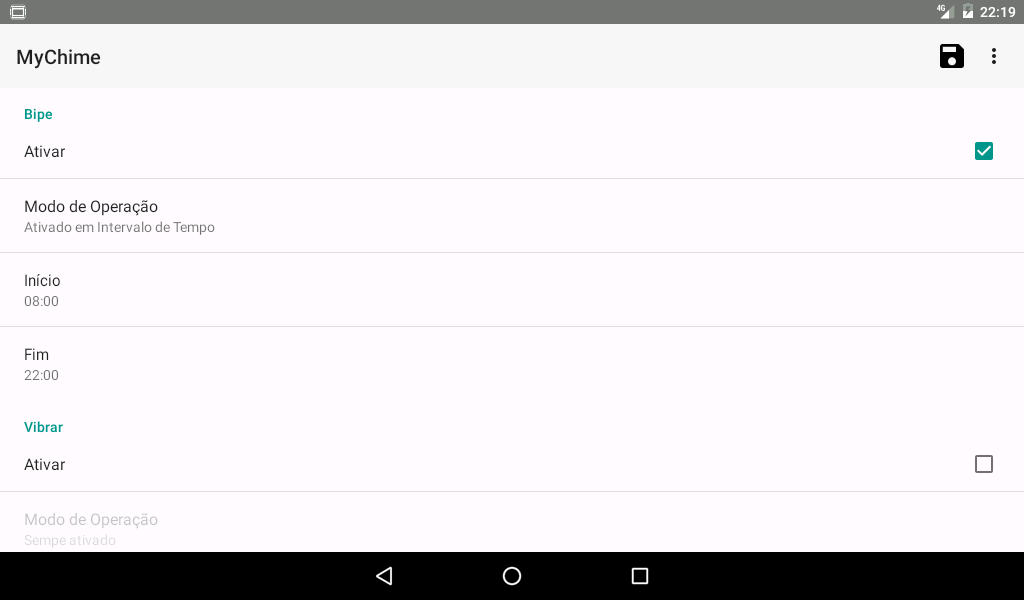 4G 22:19
MyChime
Bipe
Ativar
Modo de Operação
Ativado em Intervalo de Tempo
Início
08:00
Fim
22:00
Vibrar
Ativar
Modo de Operação
Sempe ativado